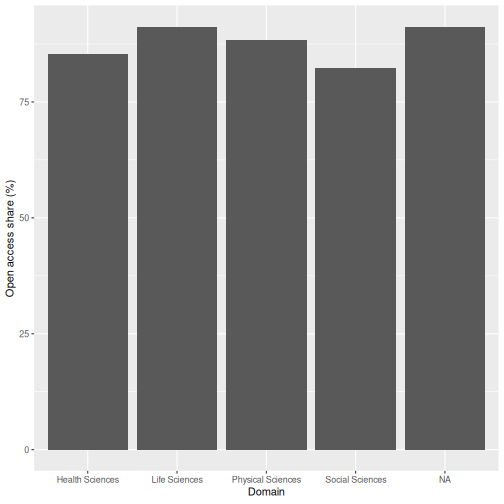 Open access share (%)
75
50
25
0
Health Sciences
Life Sciences
Physical Sciences
Social Sciences
NA
Domain